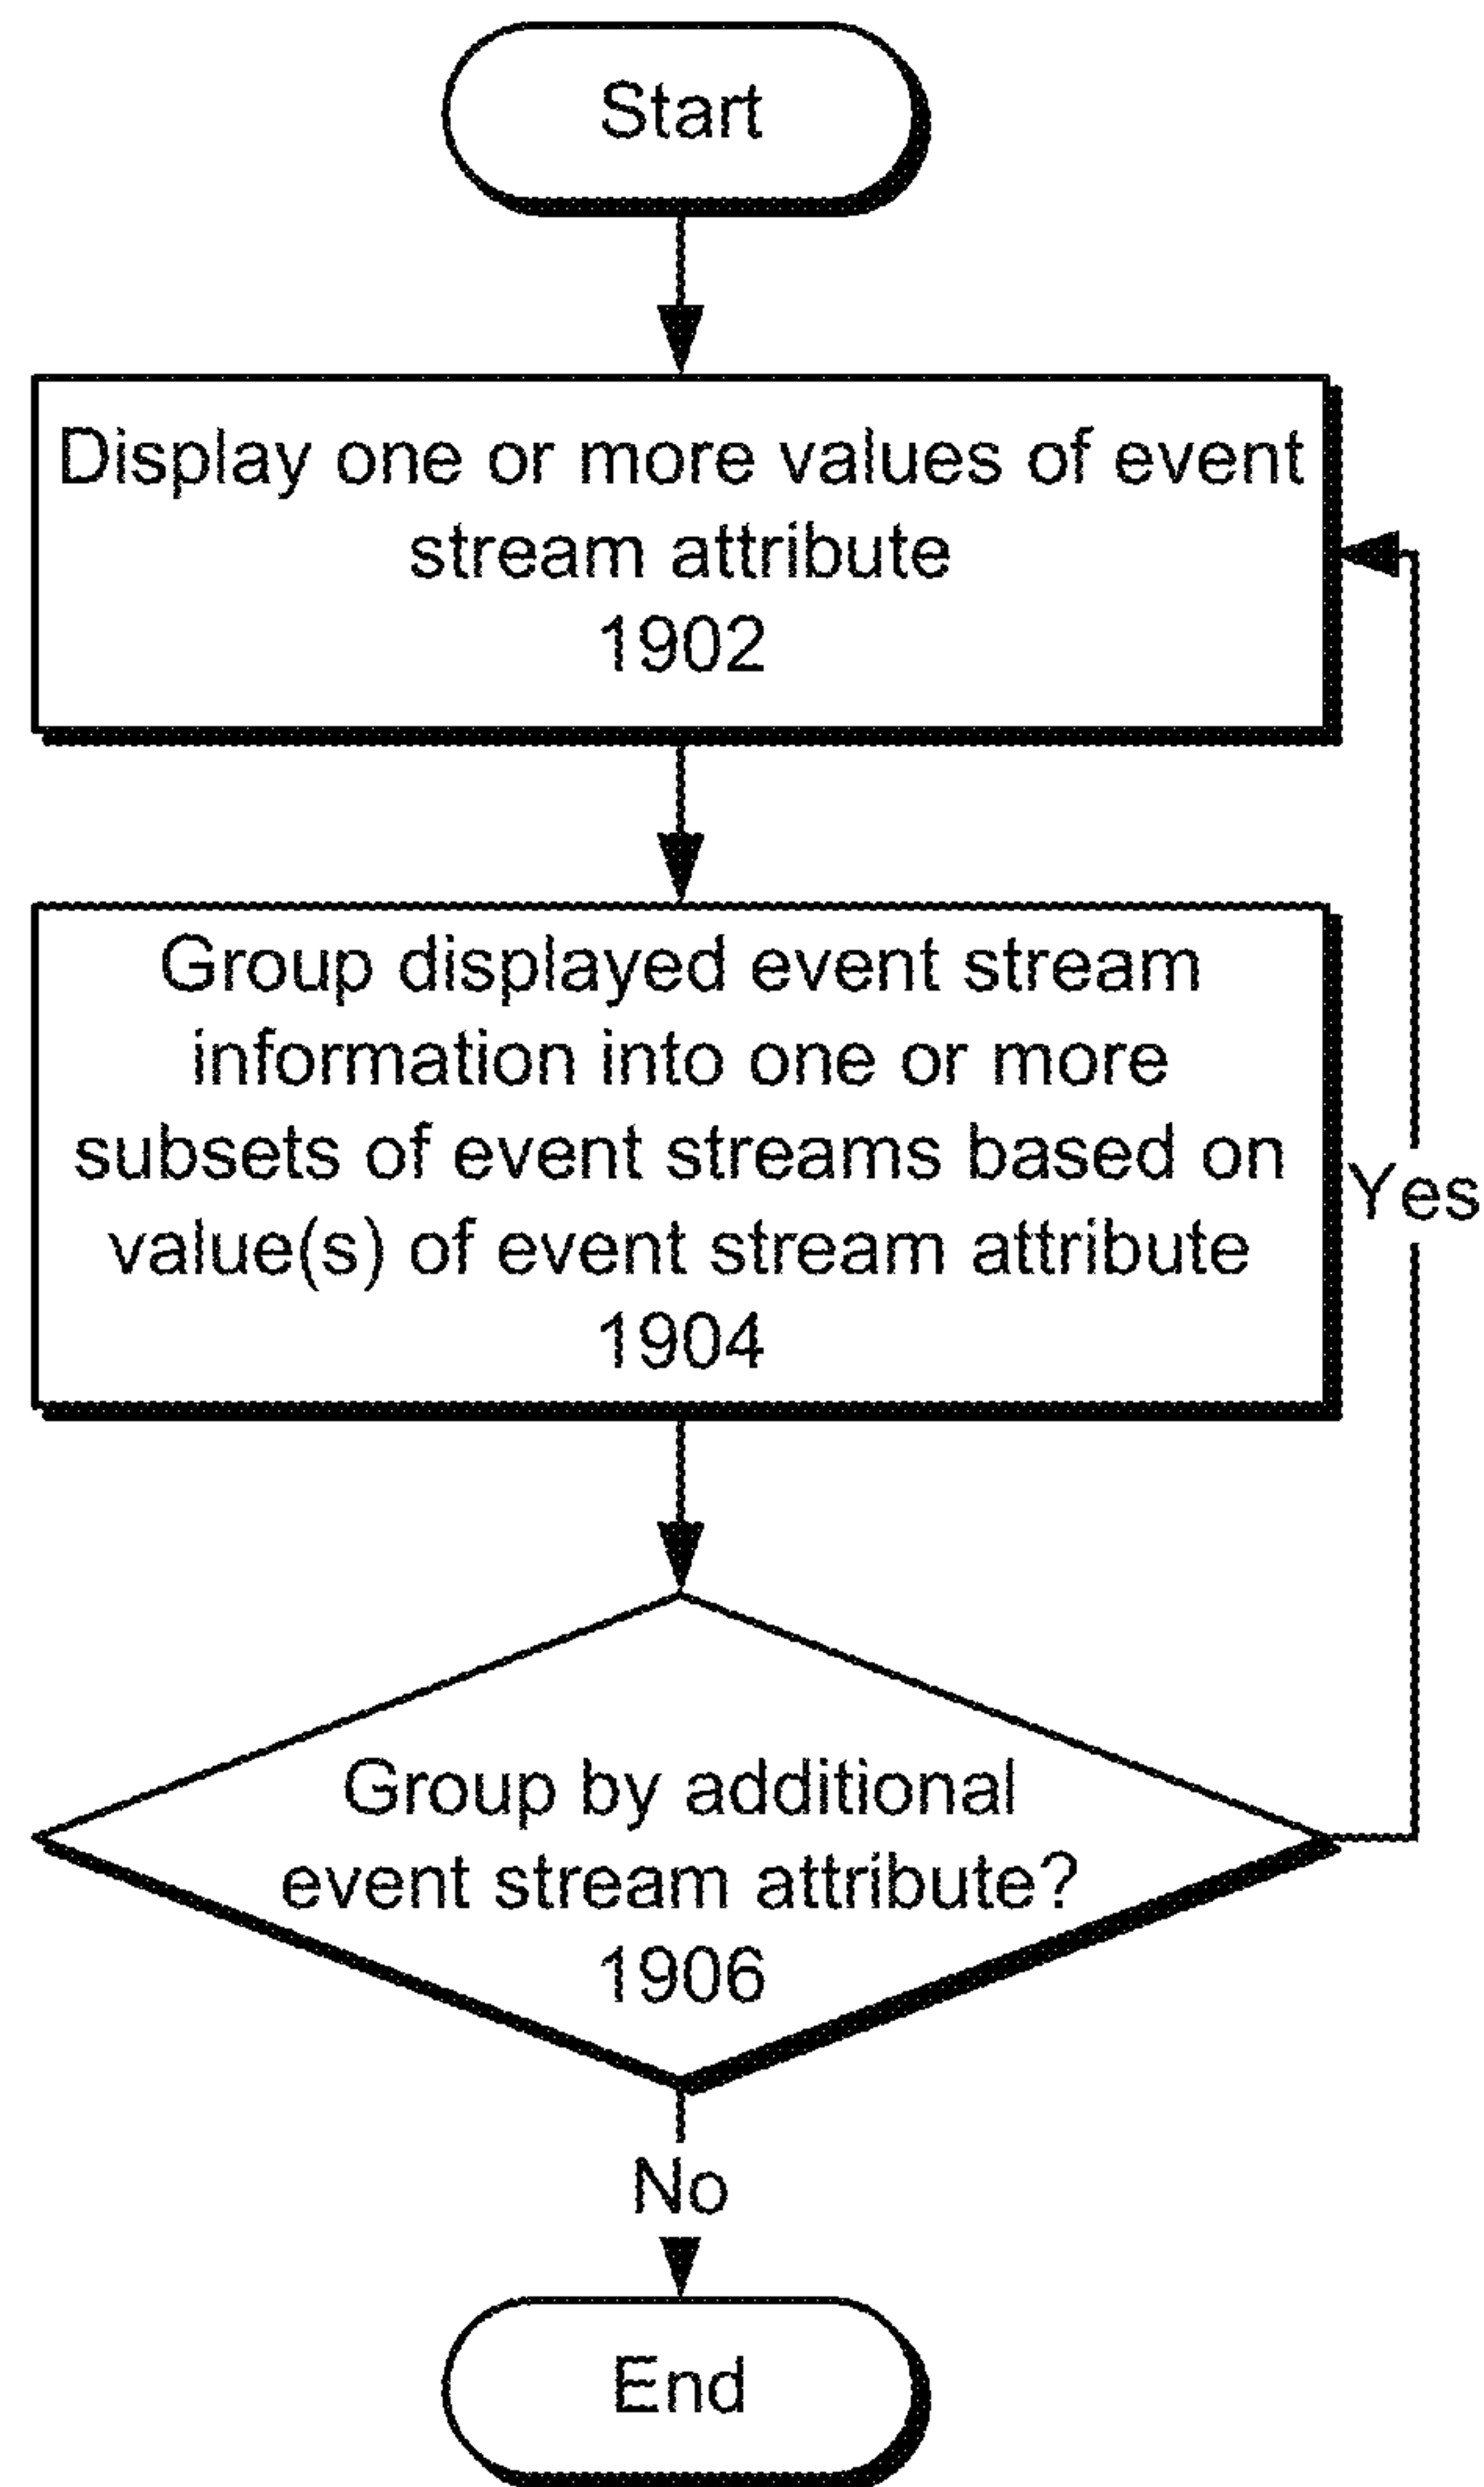 Start
Display one or more values of event
stream attribute
1902
Group displayed event stream
information into one or more
subsets of event streams based on
value(s) of event stream attribute
1904
Yes
Group by additional
event stream attribute?
1906
No
End